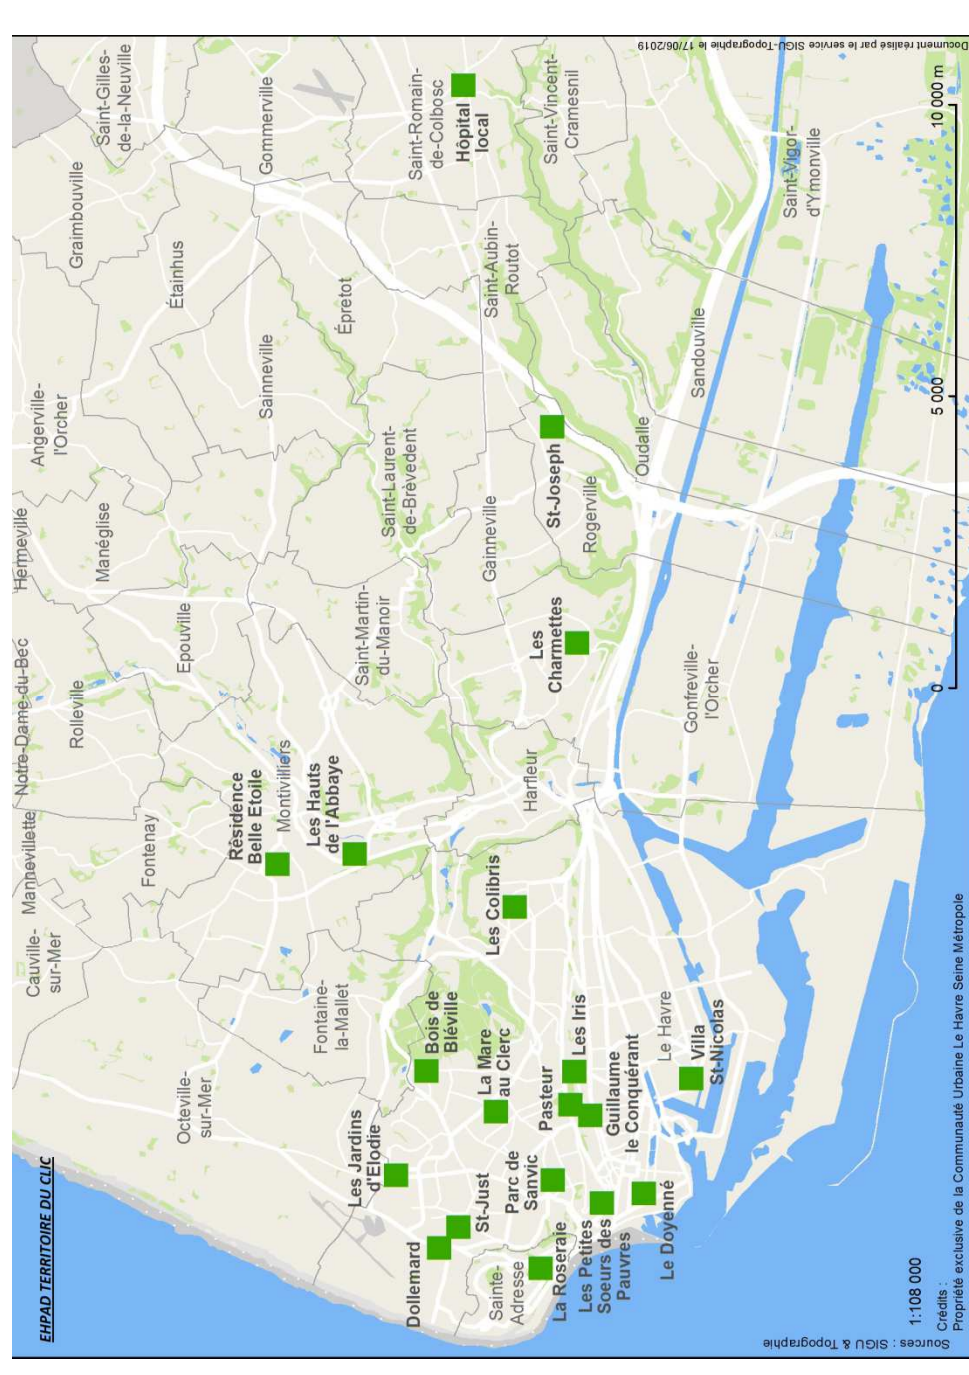 EHPAD TERRITOIRE DU CLIC
Cauville-
sur-Mer
Mannevillette
Notre-Dame-du-Bec
Hermeville
Angerville-
l'Orcher
Graimbouville
Saint-Gilles-
de-la-Neuville
Rolleville
Manéglise
Fontenay
Étainhus
Octeville-
sur-Mer
Epouville
Sainneville
Gommerville
Résidence
Belle Etoile
Montivilliers
Les Hauts
de l'Abbaye
Fontaine-
la-Mallet
Saint-Martin-
du-Manoir
Épretot
Saint-Laurent-
de-Brèvedent
Saint-Romain-
de-Colbosc
Hôpital
local
Les Jardins
d'Elodie
Bois de
Bléville
Dollemard
St-Just
La Mare
au Clerc
Les Colibris
Gainneville
Saint-Aubin-
Routot
Saint-Vincent-
Cramesnil
Sainte-
Adresse
Parc de
Sanvic
Harfleur
St-Joseph
La Roseraie
Pasteur
Les Iris
Les
Charmettes
Rogerville
Les Petites
Soeurs des
Pauvres
Guillaume
le Conquérant
Oudalle
Le Doyenné
Le Havre
Villa
St-Nicolas
Gonfreville-
l'Orcher
Sandouville
Saint-Vigor-
d'Ymonville
1:108 000
0
5 000
10 000 m
Crédits :
Propriété exclusive de la Communauté Urbaine Le Havre Seine Métropole
Sources : SIGU & Topographie
Document réalisé par le service SIGU-Topographie le 17/06/2019